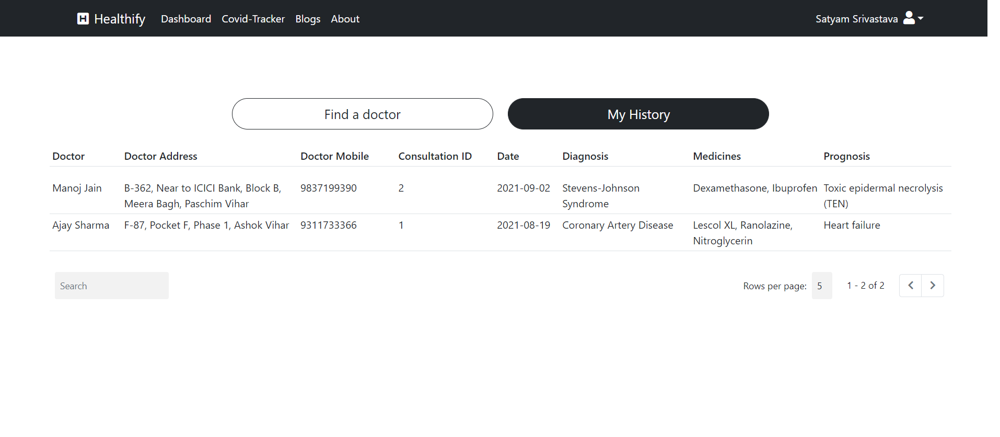 H Healthify Dashboard Covid-Tracker Blogs About Satyam Srivastava
Find a doctor My History
Doctor Doctor Address Doctor Mobile Consultation ID Date Diagnosis Medicines Prognosis
Manoj Jain B-362, Near to ICICI Bank, Block B, 9837199390 2 2021-09-02 Stevens-Johnson Dexamethasone, Ibuprofen Toxic epidermal necrolysis
Meera Bagh, Paschim Vihar Syndrome (TEN)
Ajay Sharma F-87, Pocket F, Phase 1, Ashok Vihar 9311733366 1 2021-08-19 Coronary Artery Disease Lescol XL, Ranolazine, Heart failure
Nitroglycerin
Search Rows per page: 5 1 - 2 of 2